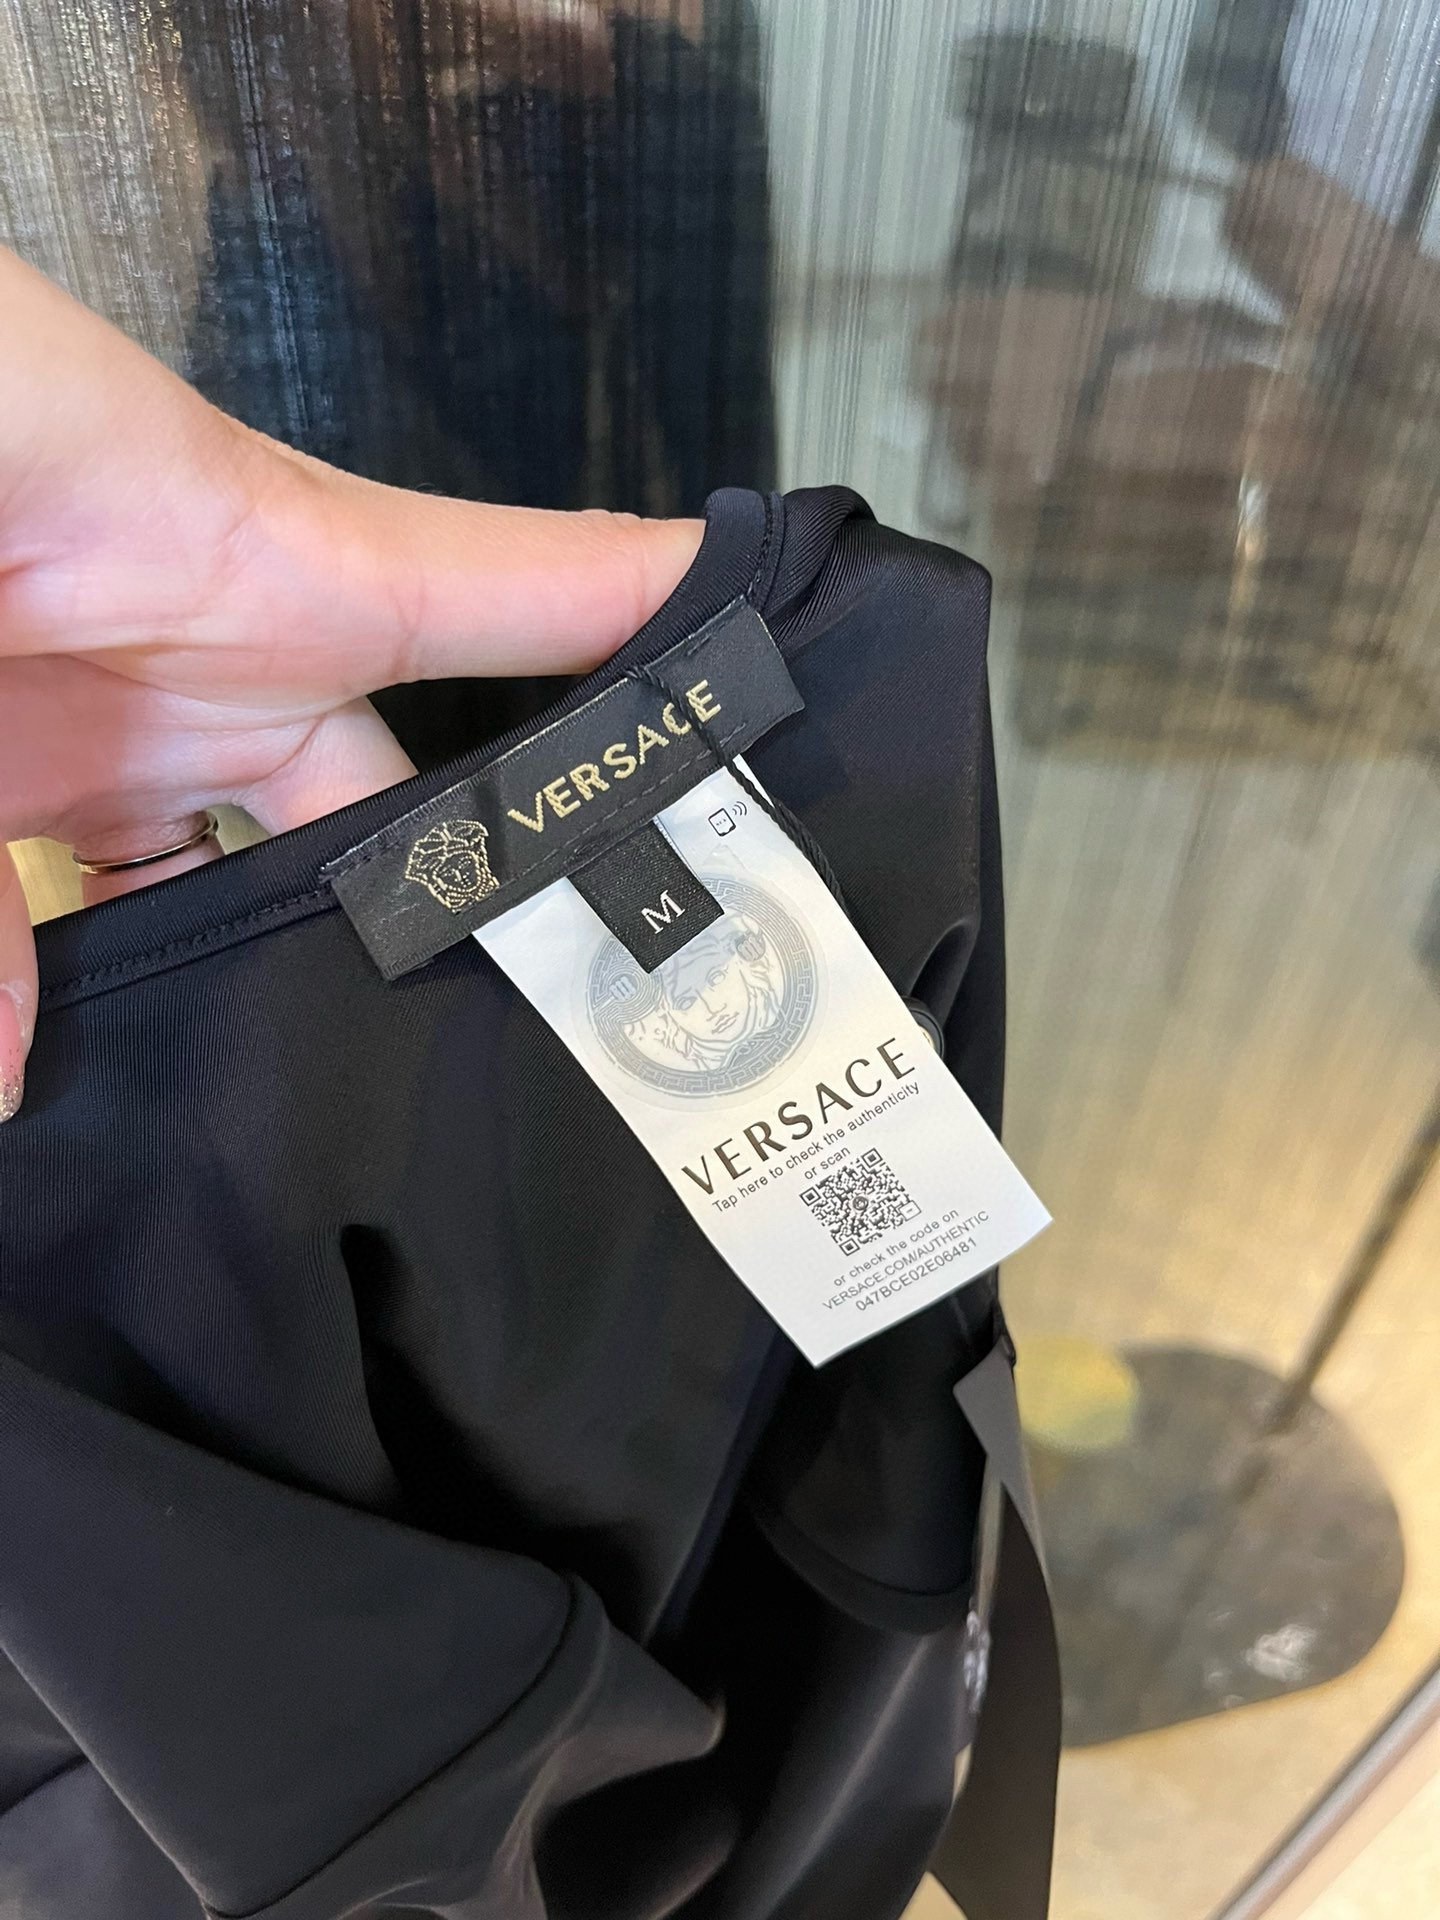 VERSACE
M
VERSACE
Tap here to check the authenticity
or scan
or check the code on
VERSACE.COM/AUTHENTIC
047BCE02E06481